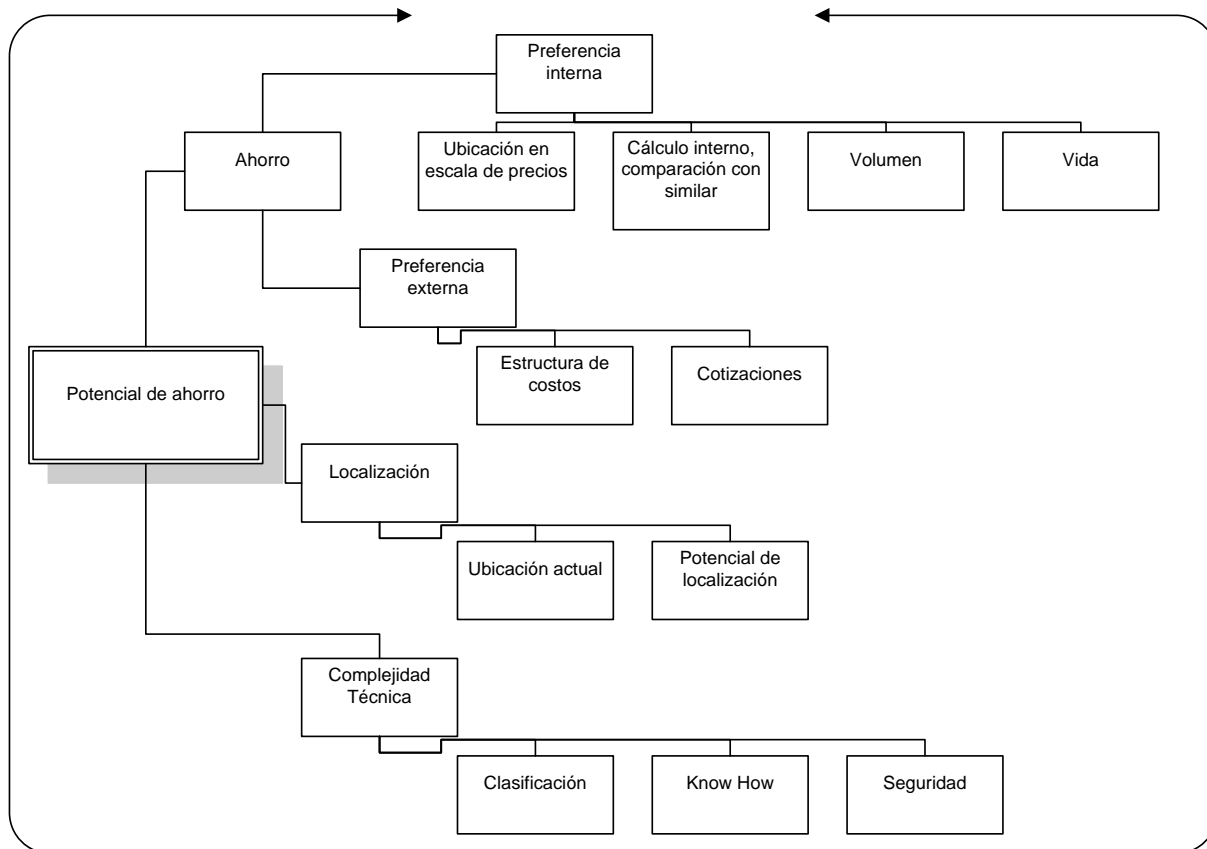 Preferencia
interna
Ahorro
Ubicación en
escala de precios
Cálculo interno,
comparación con
similar
Volumen
Vida
Preferencia
externa
Potencial de ahorro
Estructura de
costos
Cotizaciones
Localización
Ubicación actual
Potencial de
localización
Complejidad
Técnica
Clasificación
Know How
Seguridad